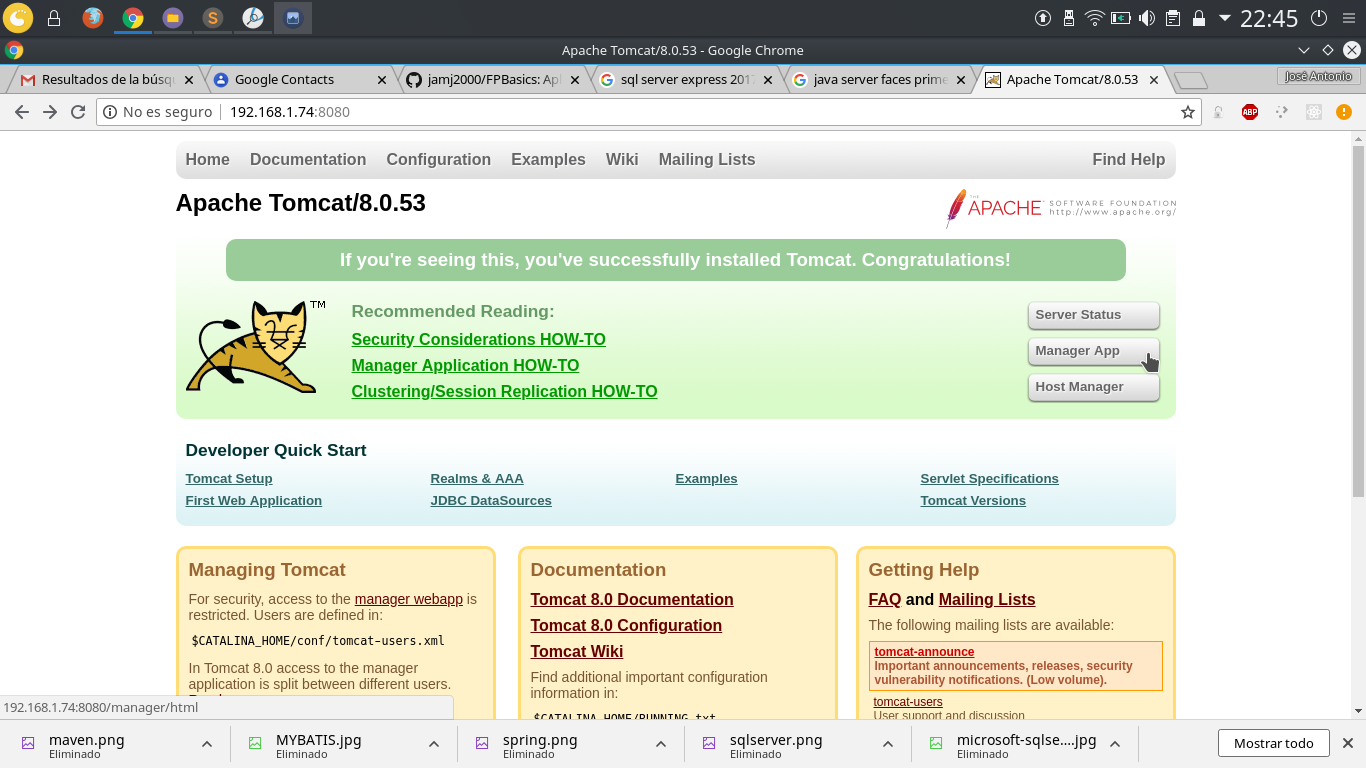 22:45
Apache Tomcat/8.0.53 - Google Chrome
Resultados de la búsqu
Google Contacts
jamj2000/FPBasics: Apl
sql server express 2017
java server faces prime
Apache Tomcat/8.0.53
José Antonio
No es seguro
192.168.1.74:8080
ABP
Home
Documentation
Configuration
Examples
Wiki
Mailing Lists
Find Help
Apache Tomcat/8.0.53
THE
APACHE
SOFTWARE FOUNDATION
http://www.apache.org/
If you're seeing this, you've successfully installed Tomcat. Congratulations!
TM
Recommended Reading:
Security Considerations HOW-TO
Manager Application HOW-TO
Clustering/Session Replication HOW-TO
Server Status
Manager App
Host Manager
Developer Quick Start
Tomcat Setup
Realms & AAA
Examples
Servlet Specifications
First Web Application
JDBC DataSources
Tomcat Versions
Managing Tomcat
For security, access to the manager webapp is
restricted. Users are defined in:
$CATALINA_HOME/conf/tomcat-users.xml
In Tomcat 8.0 access to the manager
application is split between different users.
Documentation
Tomcat 8.0 Documentation
Tomcat 8.0 Configuration
Tomcat Wiki
Find additional important configuration
information in:
$CATALINA_HOME/RUNNING.txt
Getting Help
FAQ and Mailing Lists
The following mailing lists are available:
tomcat-announce
Important announcements, releases, security
vulnerability notifications. (Low volume).
tomcat-users
User support and discussion
192.168.1.74:8080/manager/html
maven.png
Eliminado
MYBATIS.jpg
Eliminado
spring.png
Eliminado
sqlserver.png
Eliminado
microsoft-sqlse....jpg
Eliminado
Mostrar todo